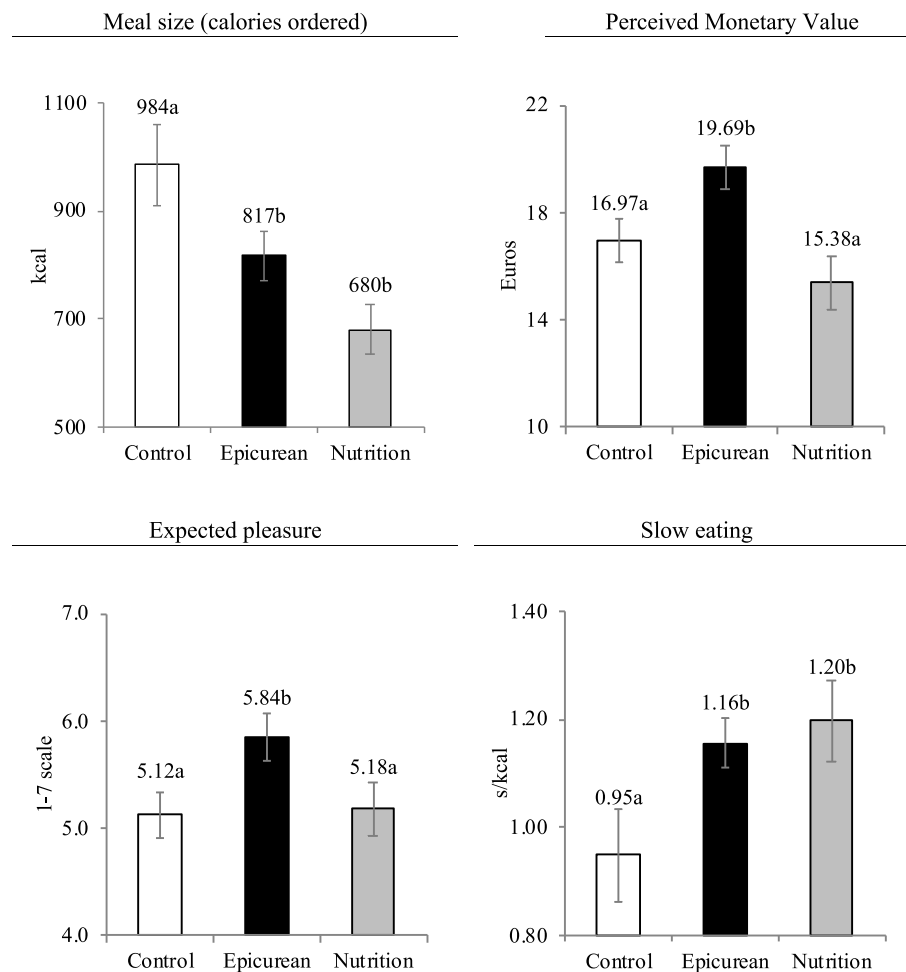 Meal size (calories ordered)
1100
900
700
500
kcal
984a
817b
680b
Control Epicurean Nutrition
Perceived Monetary Value
22
18
14
10
Euros
16.97a
19.69b
15.38a
Control Epicurean Nutrition
Expected pleasure
7.0
6.0
5.0
4.0
1-7 scale
5.12a
5.84b
5.18a
Control Epicurean Nutrition
Slow eating
1.40
1.20
1.00
0.80
s/kcal
0.95a
1.16b
1.20b
Control Epicurean Nutrition